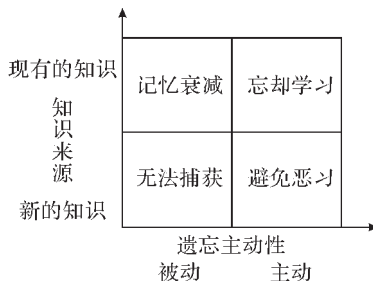 现有的知识
记忆衰减 忘却学习
知识来源
无法捕获 避免恶习
新的知识
遗忘主动性
被动 主动